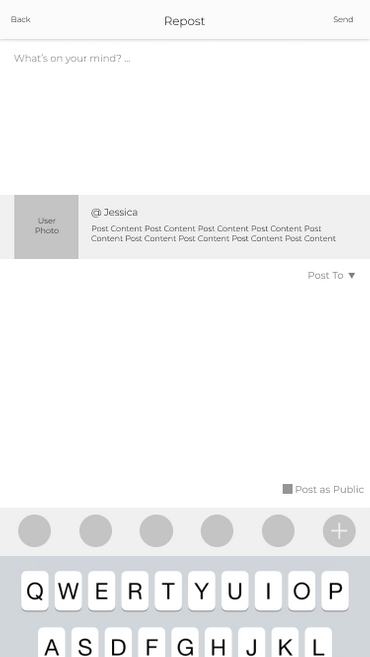 Back Repost Send
What's on your mind? ...
User
Photo
@ Jessica
Post Content Post Content Post Content Post Content Post
Content Post Content Post Content Post Content Post Content
Post To ▼
Post as Public
Q W E R T Y U I O P
A S D F G H J K L